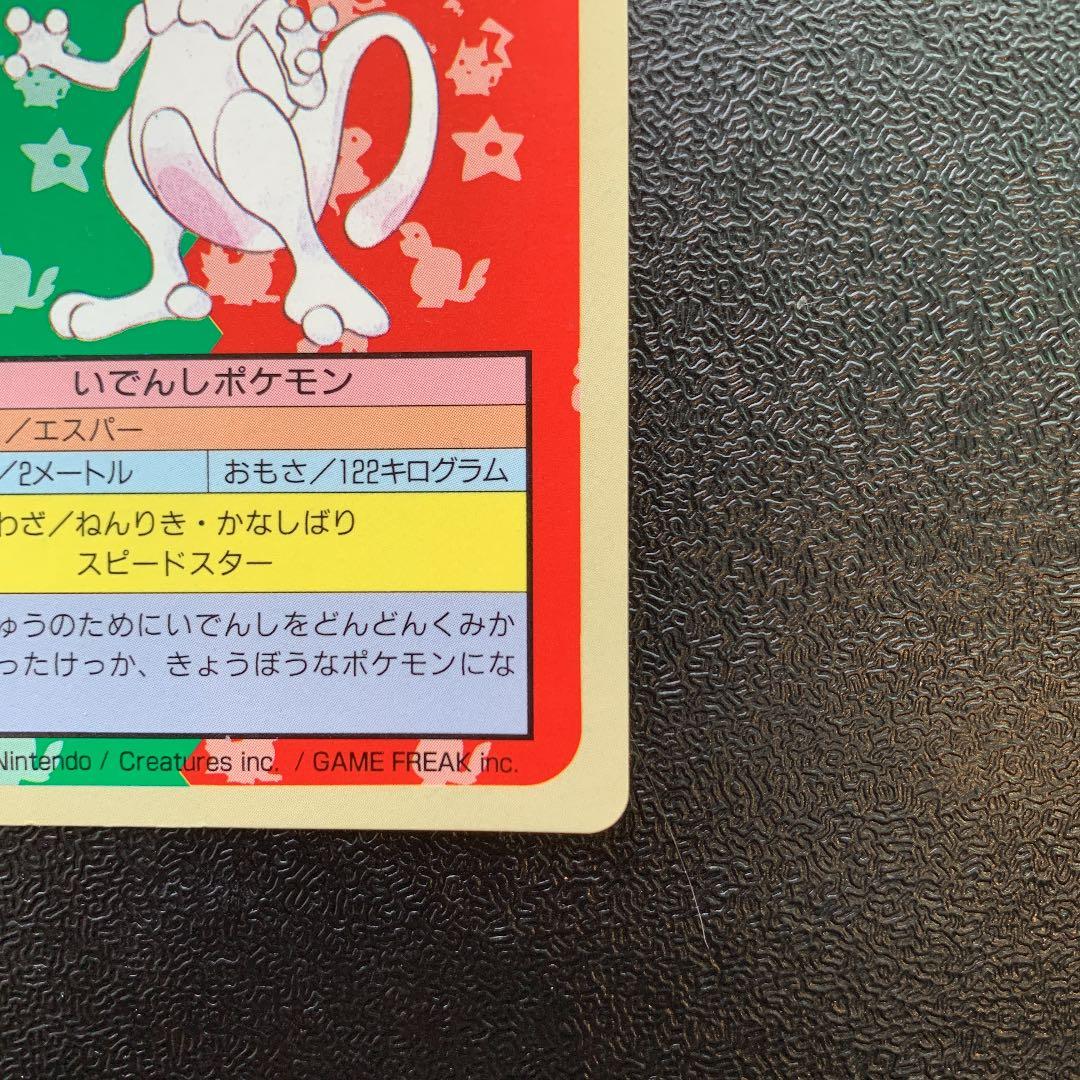 いでんしポケモン
／エスパー
／2メートル おもさ／122キログラム
わざ／ねんりき・かなしばり
スピードスター
ゅうのためにいでんしをどんどんくみか
ったけっか、きょうぼうなポケモンにな
Nintendo / Creatures inc. / GAME FREAK inc.